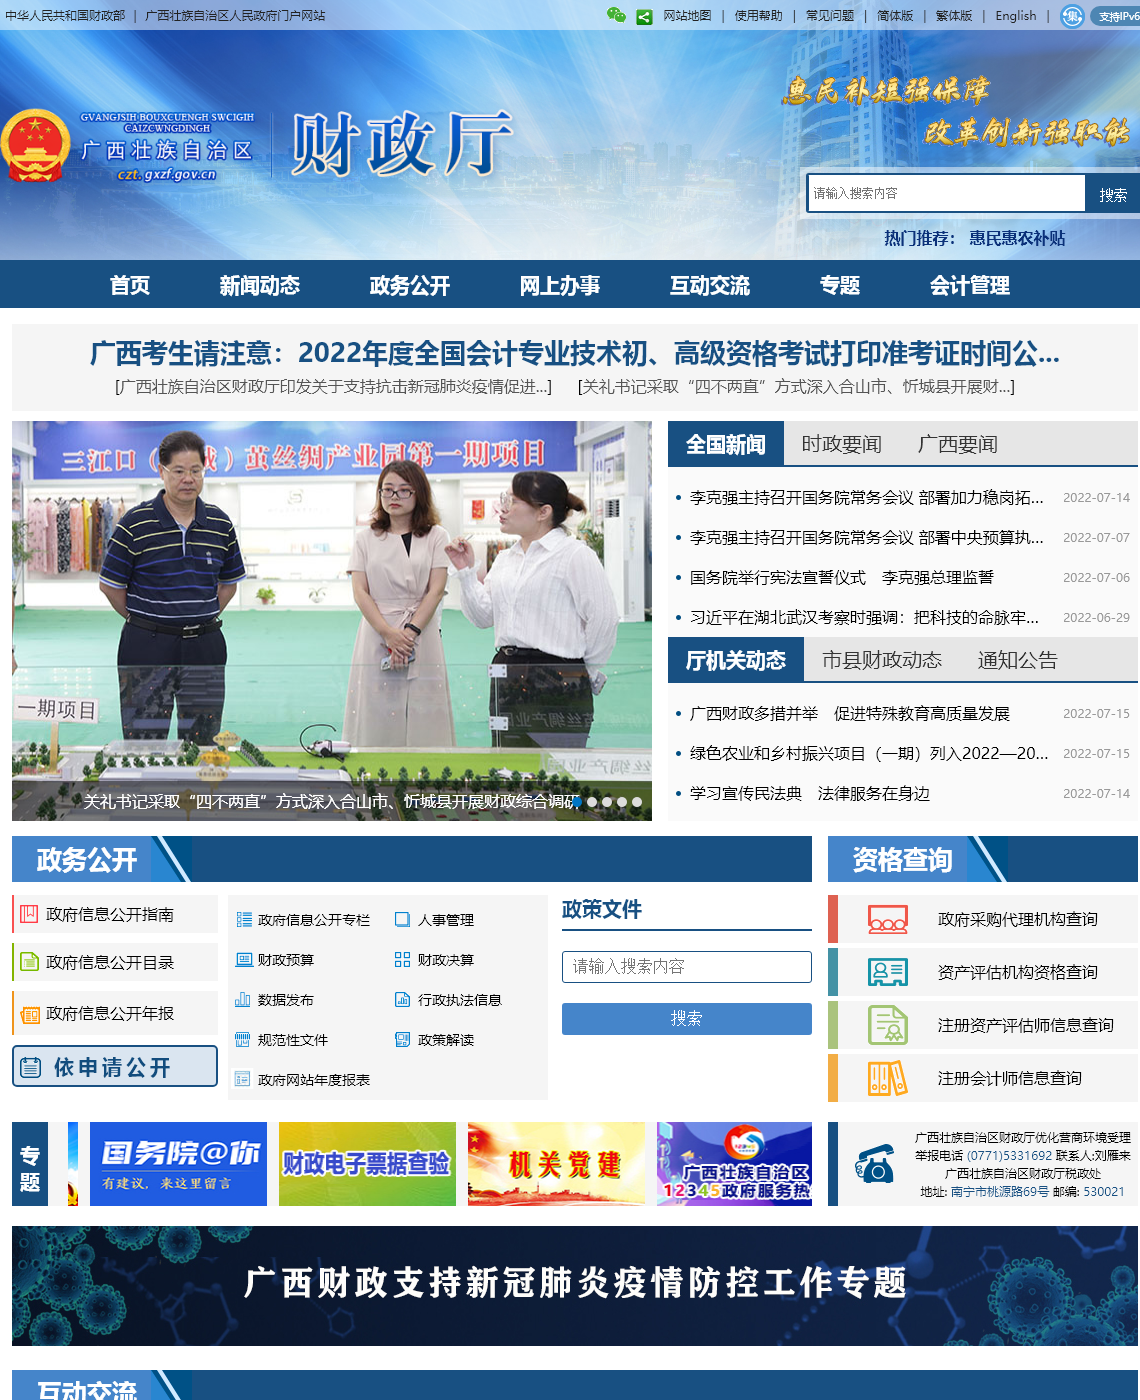 中华人民共和国财政部 | 广西壮族自治区人民政府门户网站
网站地图 | 使用帮助 | 常见问题 | 简体版 | 繁体版 | English | 集 支持IPv6
惠民补短强保障
改革创新强职能
GVANGJSIH BOUXCUENGH SWCIGIH
CAIZCWNGDINGH
广西壮族自治区
czt.gxzf.gov.cn
财政厅
请输入搜索内容 搜索
热门推荐： 惠民惠农补贴
首页 新闻动态 政务公开 网上办事 互动交流 专题 会计管理
广西考生请注意：2022年度全国会计专业技术初、高级资格考试打印准考证时间公...
[广西壮族自治区财政厅印发关于支持抗击新冠肺炎疫情促进...] [关礼书记采取“四不两直”方式深入合山市、忻城县开展财...]
茧丝绸产业园第一期项目
三江口（
一期项目
关礼书记采取“四不两直”方式深入合山市、忻城县开展财政综合调研
全国新闻 时政要闻 广西要闻
李克强主持召开国务院常务会议 部署加力稳岗拓... 2022-07-14
李克强主持召开国务院常务会议 部署中央预算执... 2022-07-07
国务院举行宪法宣誓仪式 李克强总理监誓 2022-07-06
习近平在湖北武汉考察时强调：把科技的命脉牢... 2022-06-29
厅机关动态 市县财政动态 通知公告
广西财政多措并举 促进特殊教育高质量发展 2022-07-15
绿色农业和乡村振兴项目（一期）列入2022—20... 2022-07-15
学习宣传民法典 法律服务在身边 2022-07-14
政务公开
政府信息公开指南
政府信息公开目录
政府信息公开年报
依申请公开
政府信息公开专栏 人事管理
财政预算 财政决算
数据发布 行政执法信息
规范性文件 政策解读
政府网站年度报表
政策文件
请输入搜索内容
搜索
资格查询
政府采购代理机构查询
资产评估机构资格查询
注册资产评估师信息查询
注册会计师信息查询
专题
国务院@你
有建议，来这里留言
财政电子票据查验
机关党建
广西壮族自治区
12345政府服务热
广西壮族自治区财政厅优化营商环境受理
举报电话 (0771)5331692 联系人:刘雁来
广西壮族自治区财政厅税政处
地址: 南宁市桃源路69号 邮编: 530021
广西财政支持新冠肺炎疫情防控工作专题
互动交流